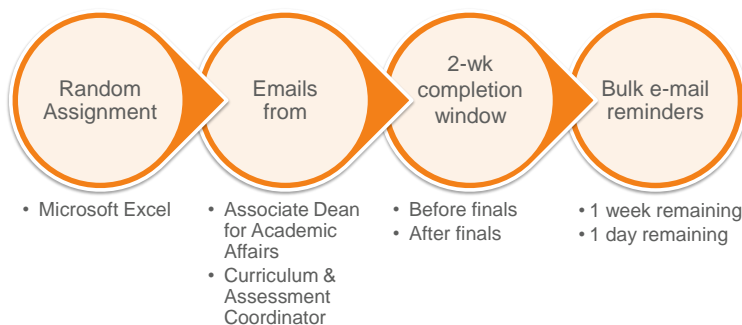 Random
Assignment
• Microsoft Excel
Emails
from
• Associate Dean
for Academic
Affairs
• Curriculum &
Assessment
Coordinator
2-wk
completion
window
• Before finals
• After finals
Bulk e-mail
reminders
• 1 week remaining
• 1 day remaining